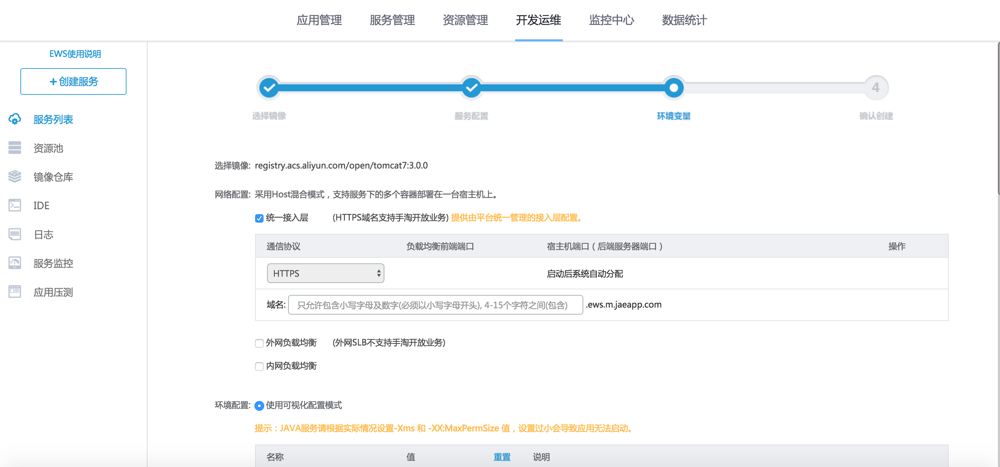 应用管理 服务管理 资源管理 开发运维 监控中心 数据统计
EWS使用说明
+创建服务
服务列表
资源池
镜像仓库
IDE
日志
服务监控
应用压测
4
选择镜像 服务配置 环境变量 确认创建
选择镜像: registry.acs.aliyun.com/open/tomcat7:3.0.0
网络配置: 采用Host混合模式，支持服务下的多个容器部署在一台宿主机上。
统一接入层 (HTTPS域名支持手淘开放业务) 提供由平台统一管理的接入层配置。
通信协议 负载均衡前端端口 宿主机端口（后端服务器端口） 操作
HTTPS 启动后系统自动分配
域名: 只允许包含小写字母及数字(必须以小写字母开头), 4-15个字符之间(包含) .ews.m.jaeapp.com
外网负载均衡 (外网SLB不支持手淘开放业务)
内网负载均衡
环境配置: 使用可视化配置模式
提示：JAVA服务请根据实际情况设置-Xms 和 -XX:MaxPermSize 值，设置过小会导致应用无法启动。
名称 值 重置 说明